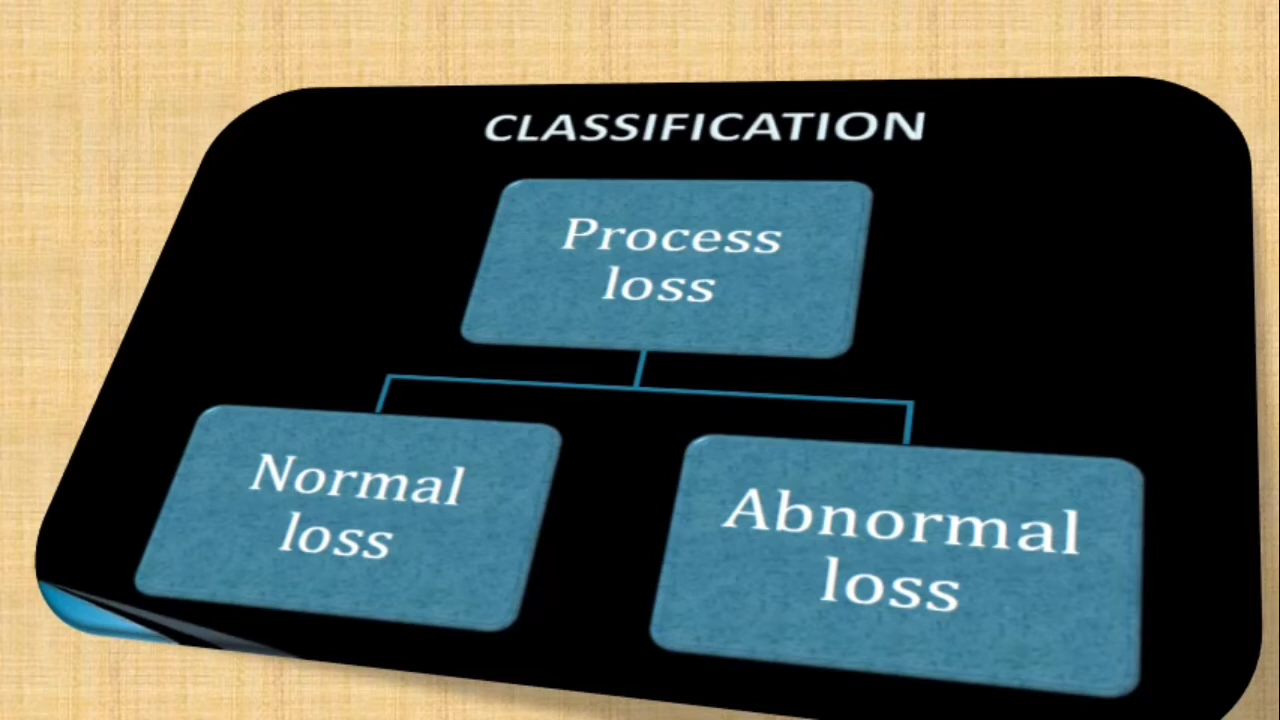 CLASSIFICATION
Process
loss
Normal
loss
Abnormal
loss